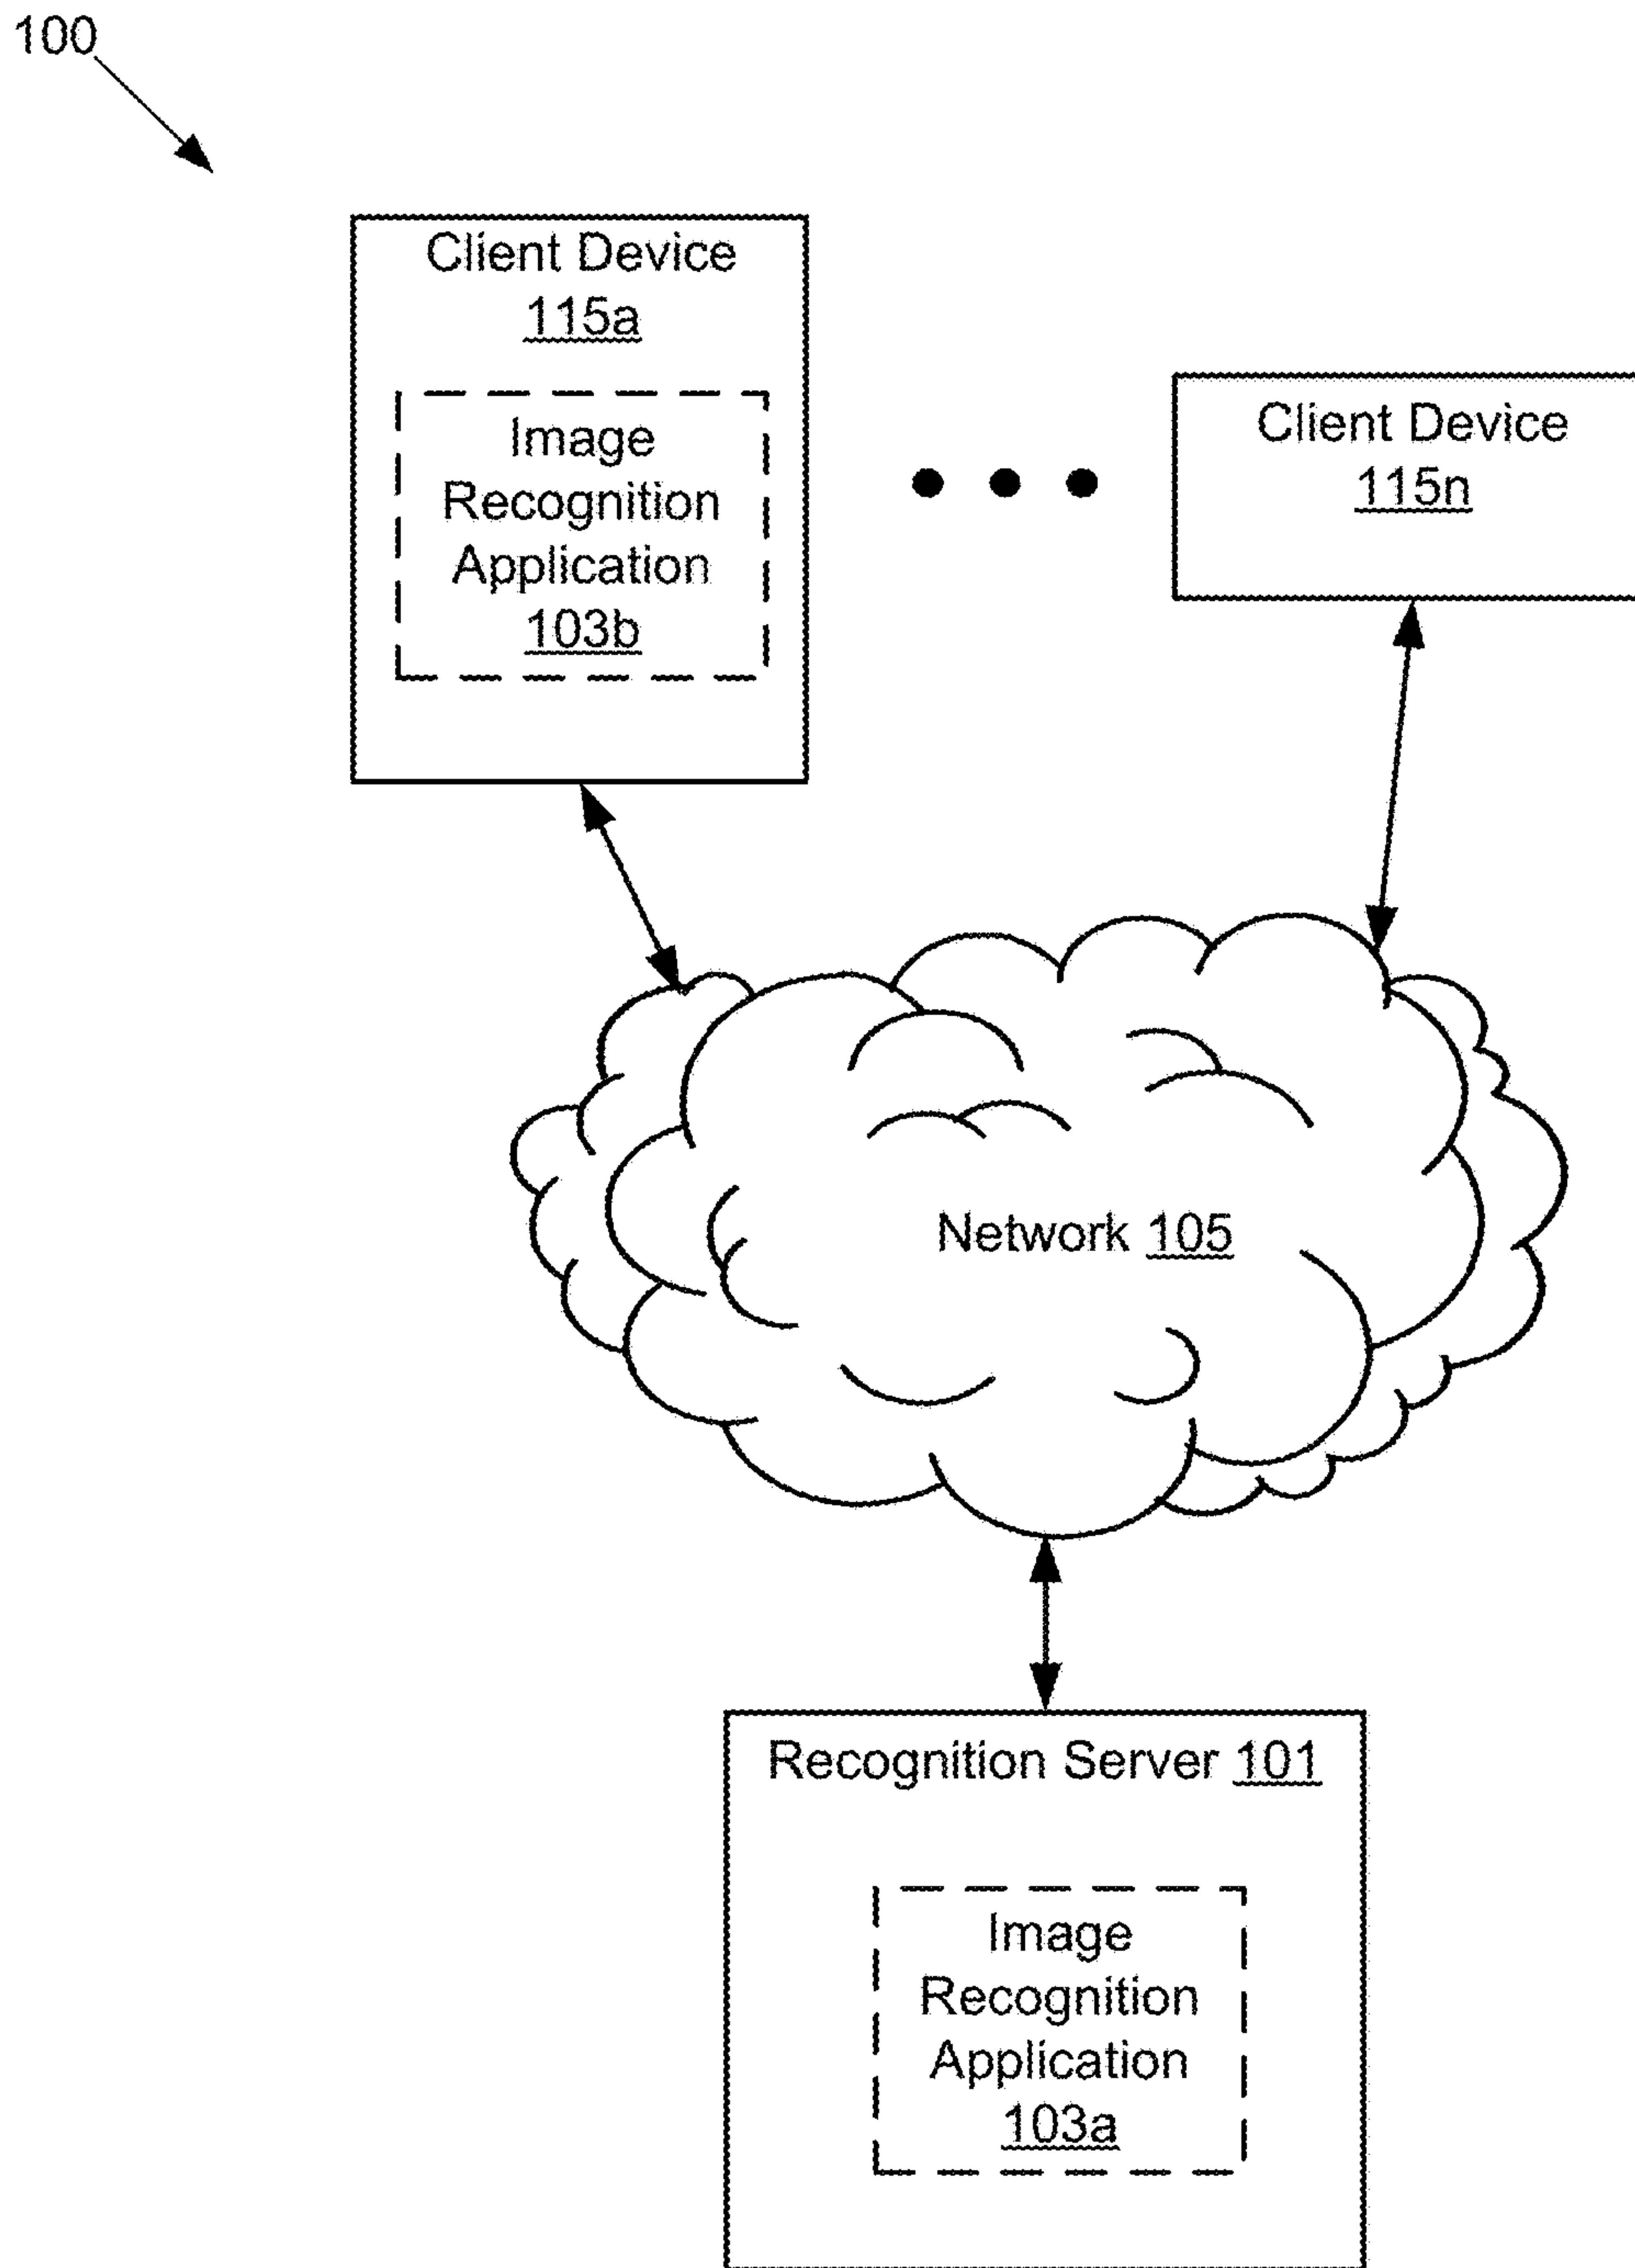 100
Client Device
115a
Image
Recognition
Application
103b
Client Device
115n
Network 105
Recognition Server 101
Image
Recognition
Application
103a